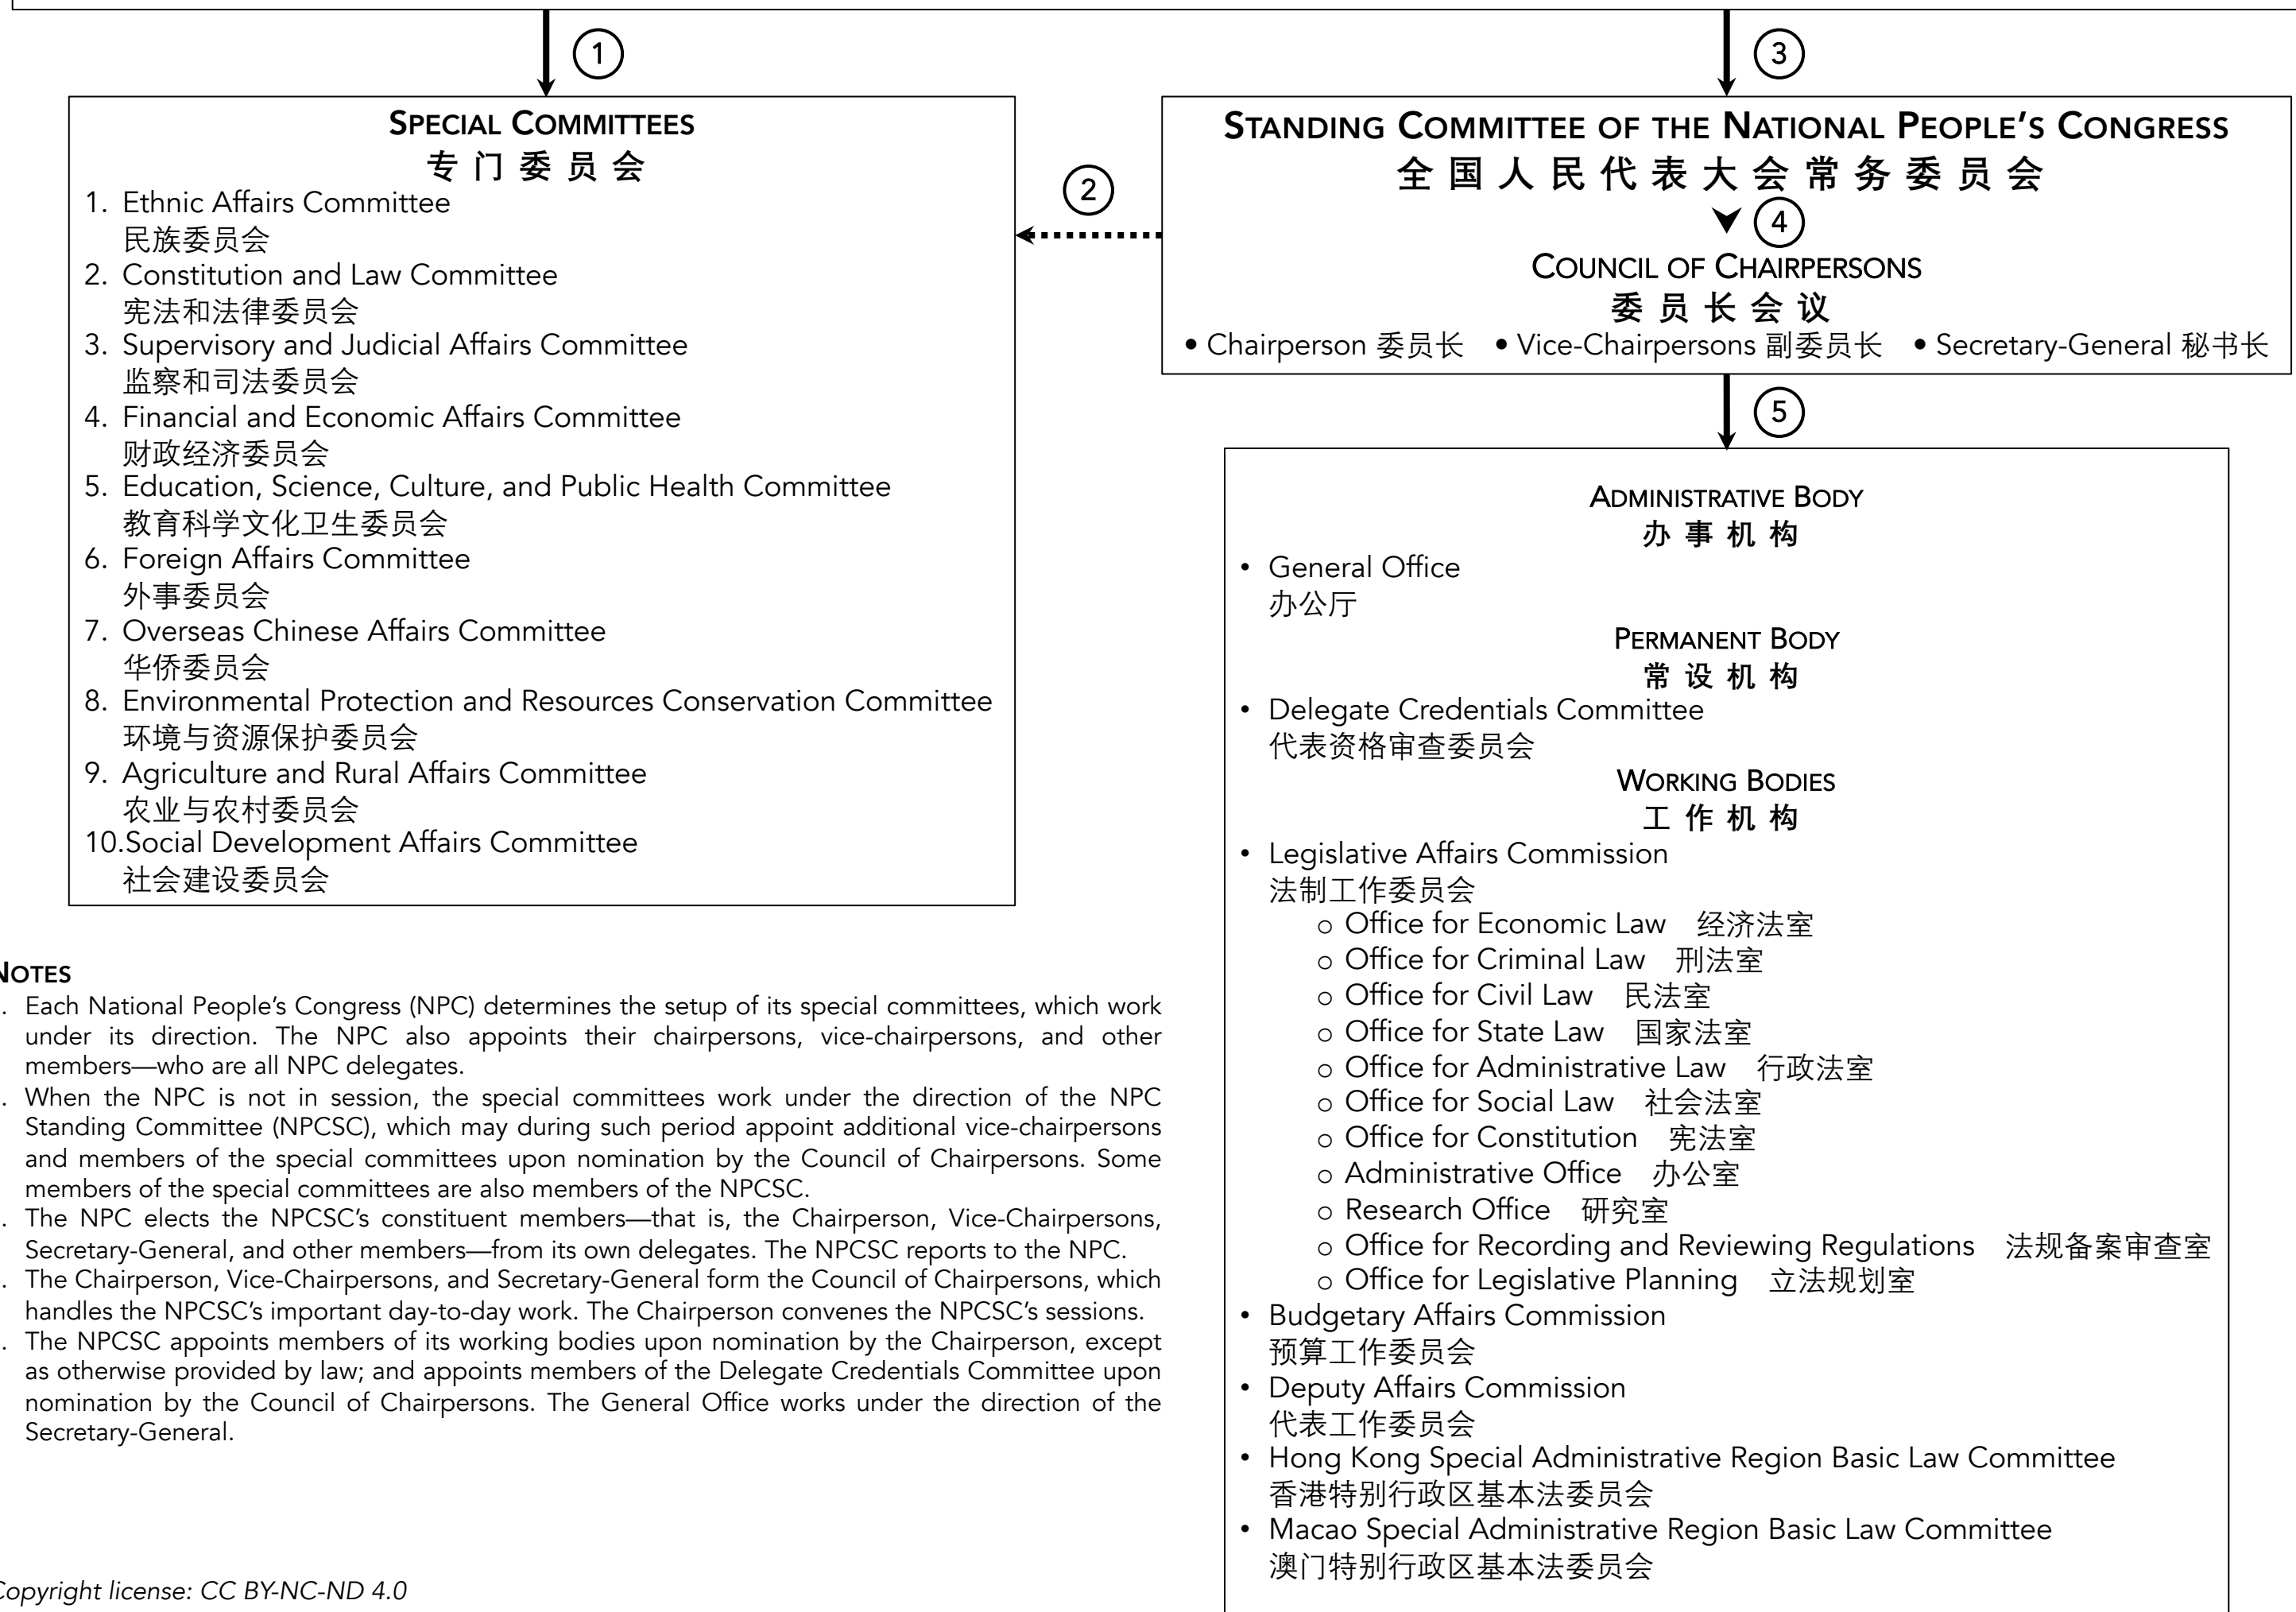 ①
③
SPECIAL COMMITTEES
专门委员会
1. Ethnic Affairs Committee
民族委员会
2. Constitution and Law Committee
宪法和法律委员会
3. Supervisory and Judicial Affairs Committee
监察和司法委员会
4. Financial and Economic Affairs Committee
财政经济委员会
5. Education, Science, Culture, and Public Health Committee
教育科学文化卫生委员会
6. Foreign Affairs Committee
外事委员会
7. Overseas Chinese Affairs Committee
华侨委员会
8. Environmental Protection and Resources Conservation Committee
环境与资源保护委员会
9. Agriculture and Rural Affairs Committee
农业与农村委员会
10.Social Development Affairs Committee
社会建设委员会
②
STANDING COMMITTEE OF THE NATIONAL PEOPLE'S CONGRESS
全国人民代表大会常务委员会
④
COUNCIL OF CHAIRPERSONS
委员长会议
• Chairperson 委员长 • Vice-Chairpersons 副委员长 • Secretary-General 秘书长
⑤
ADMINISTRATIVE BODY
办事机构
• General Office
办公厅
PERMANENT BODY
常设机构
• Delegate Credentials Committee
代表资格审查委员会
WORKING BODIES
工作机构
• Legislative Affairs Commission
法制工作委员会
○ Office for Economic Law 经济法室
○ Office for Criminal Law 刑法室
○ Office for Civil Law 民法室
○ Office for State Law 国家法室
○ Office for Administrative Law 行政法室
○ Office for Social Law 社会法室
○ Office for Constitution 宪法室
○ Administrative Office 办公室
○ Research Office 研究室
○ Office for Recording and Reviewing Regulations 法规备案审查室
○ Office for Legislative Planning 立法规划室
• Budgetary Affairs Commission
预算工作委员会
• Deputy Affairs Commission
代表工作委员会
• Hong Kong Special Administrative Region Basic Law Committee
香港特别行政区基本法委员会
• Macao Special Administrative Region Basic Law Committee
澳门特别行政区基本法委员会
NOTES
. Each National People's Congress (NPC) determines the setup of its special committees, which work
under its direction. The NPC also appoints their chairpersons, vice-chairpersons, and other
members—who are all NPC delegates.
. When the NPC is not in session, the special committees work under the direction of the NPC
Standing Committee (NPCSC), which may during such period appoint additional vice-chairpersons
and members of the special committees upon nomination by the Council of Chairpersons. Some
members of the special committees are also members of the NPCSC.
. The NPC elects the NPCSC's constituent members—that is, the Chairperson, Vice-Chairpersons,
Secretary-General, and other members—from its own delegates. The NPCSC reports to the NPC.
. The Chairperson, Vice-Chairpersons, and Secretary-General form the Council of Chairpersons, which
handles the NPCSC's important day-to-day work. The Chairperson convenes the NPCSC's sessions.
. The NPCSC appoints members of its working bodies upon nomination by the Chairperson, except
as otherwise provided by law; and appoints members of the Delegate Credentials Committee upon
nomination by the Council of Chairpersons. The General Office works under the direction of the
Secretary-General.
Copyright license: CC BY-NC-ND 4.0